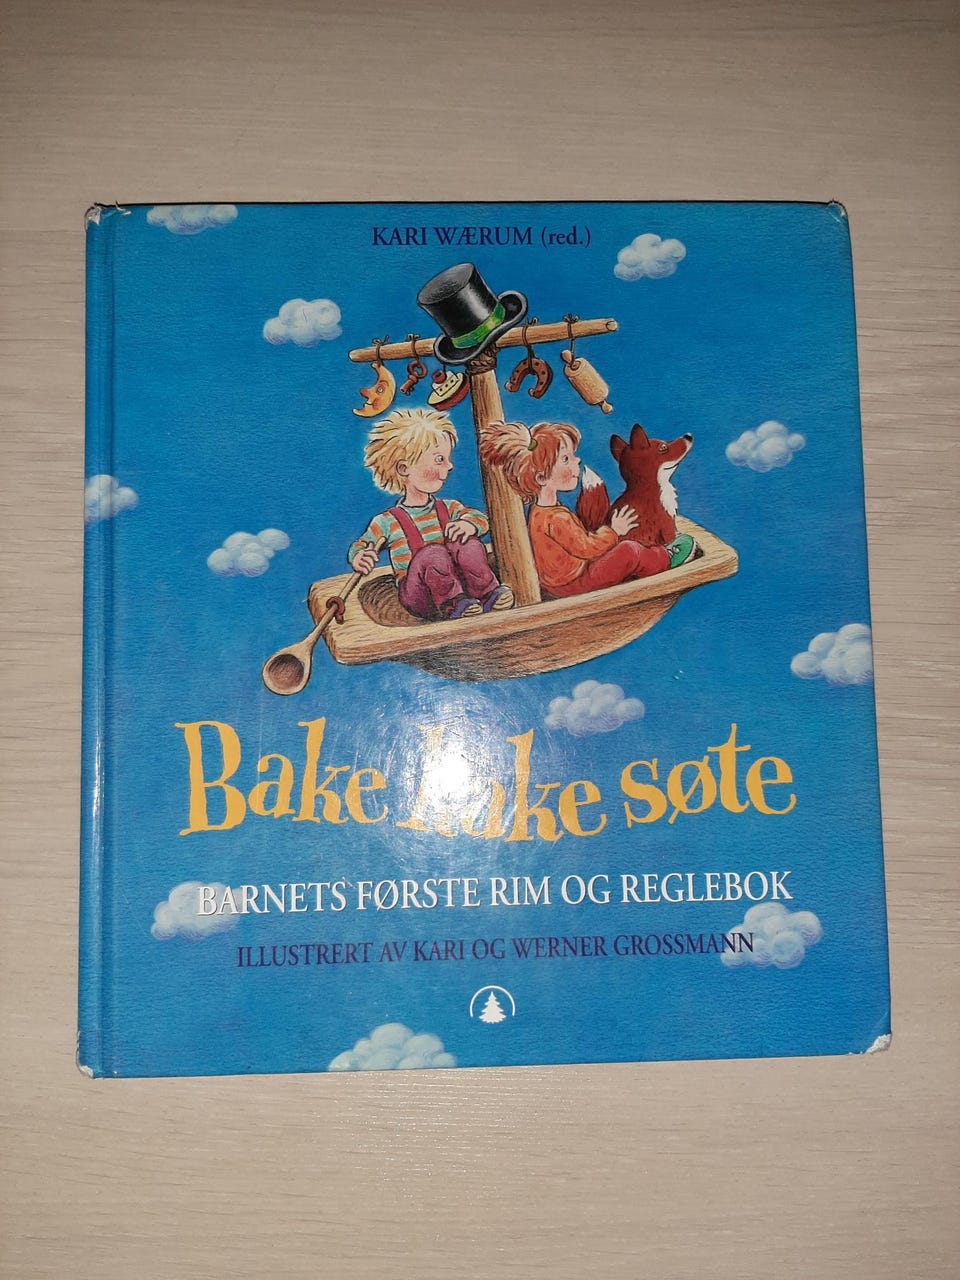 KARI WÆRUM (red.)
Bake kake søte
BARNETS FØRSTE RIM OG REGLEBOK
ILLUSTRERT AV KARI OG WERNER GROSSMANN